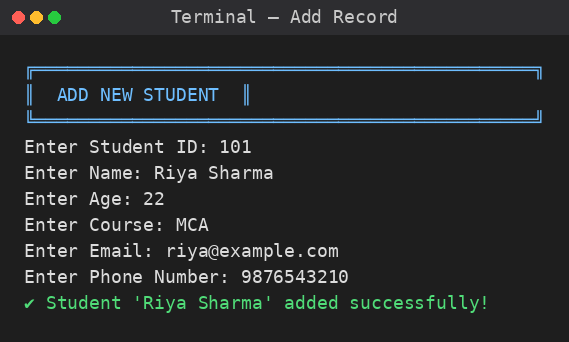 Terminal — Add Record
╔══════════════════════════════════════════════╗
║  ADD NEW STUDENT  ║
╚══════════════════════════════════════════════╝
Enter Student ID: 101
Enter Name: Riya Sharma
Enter Age: 22
Enter Course: MCA
Enter Email: riya@example.com
Enter Phone Number: 9876543210
✔ Student 'Riya Sharma' added successfully!